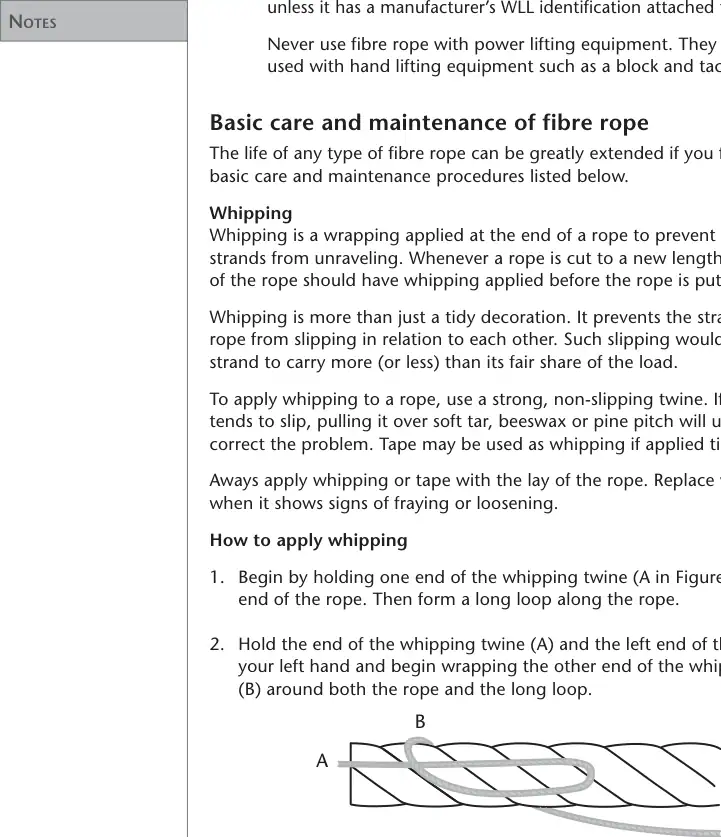 NOTES
unless it has a manufacturer's WLL identification attached
Never use fibre rope with power lifting equipment. They
used with hand lifting equipment such as a block and tac
Basic care and maintenance of fibre rope
The life of any type of fibre rope can be greatly extended if you
basic care and maintenance procedures listed below.
Whipping
Whipping is a wrapping applied at the end of a rope to prevent
strands from unraveling. Whenever a rope is cut to a new length
of the rope should have whipping applied before the rope is put
Whipping is more than just a tidy decoration. It prevents the stra
rope from slipping in relation to each other. Such slipping would
strand to carry more (or less) than its fair share of the load.
To apply whipping to a rope, use a strong, non-slipping twine. If
tends to slip, pulling it over soft tar, beeswax or pine pitch will u
correct the problem. Tape may be used as whipping if applied ti
Aways apply whipping or tape with the lay of the rope. Replace
when it shows signs of fraying or loosening.
How to apply whipping
1. Begin by holding one end of the whipping twine (A in Figure
end of the rope. Then form a long loop along the rope.
2. Hold the end of the whipping twine (A) and the left end of th
your left hand and begin wrapping the other end of the whip
(B) around both the rope and the long loop.
B
A